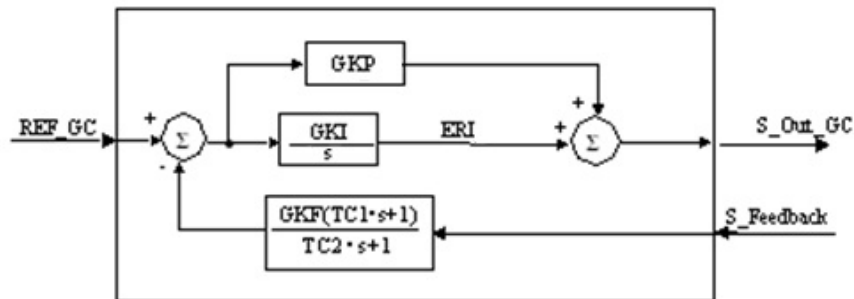 GKP
+
+
REF_GC
+
Σ
GKI
s
ERI
Σ
S_Out_GC
-
GKF(TC1·s+1)
TC2·s+1
S_Feedback